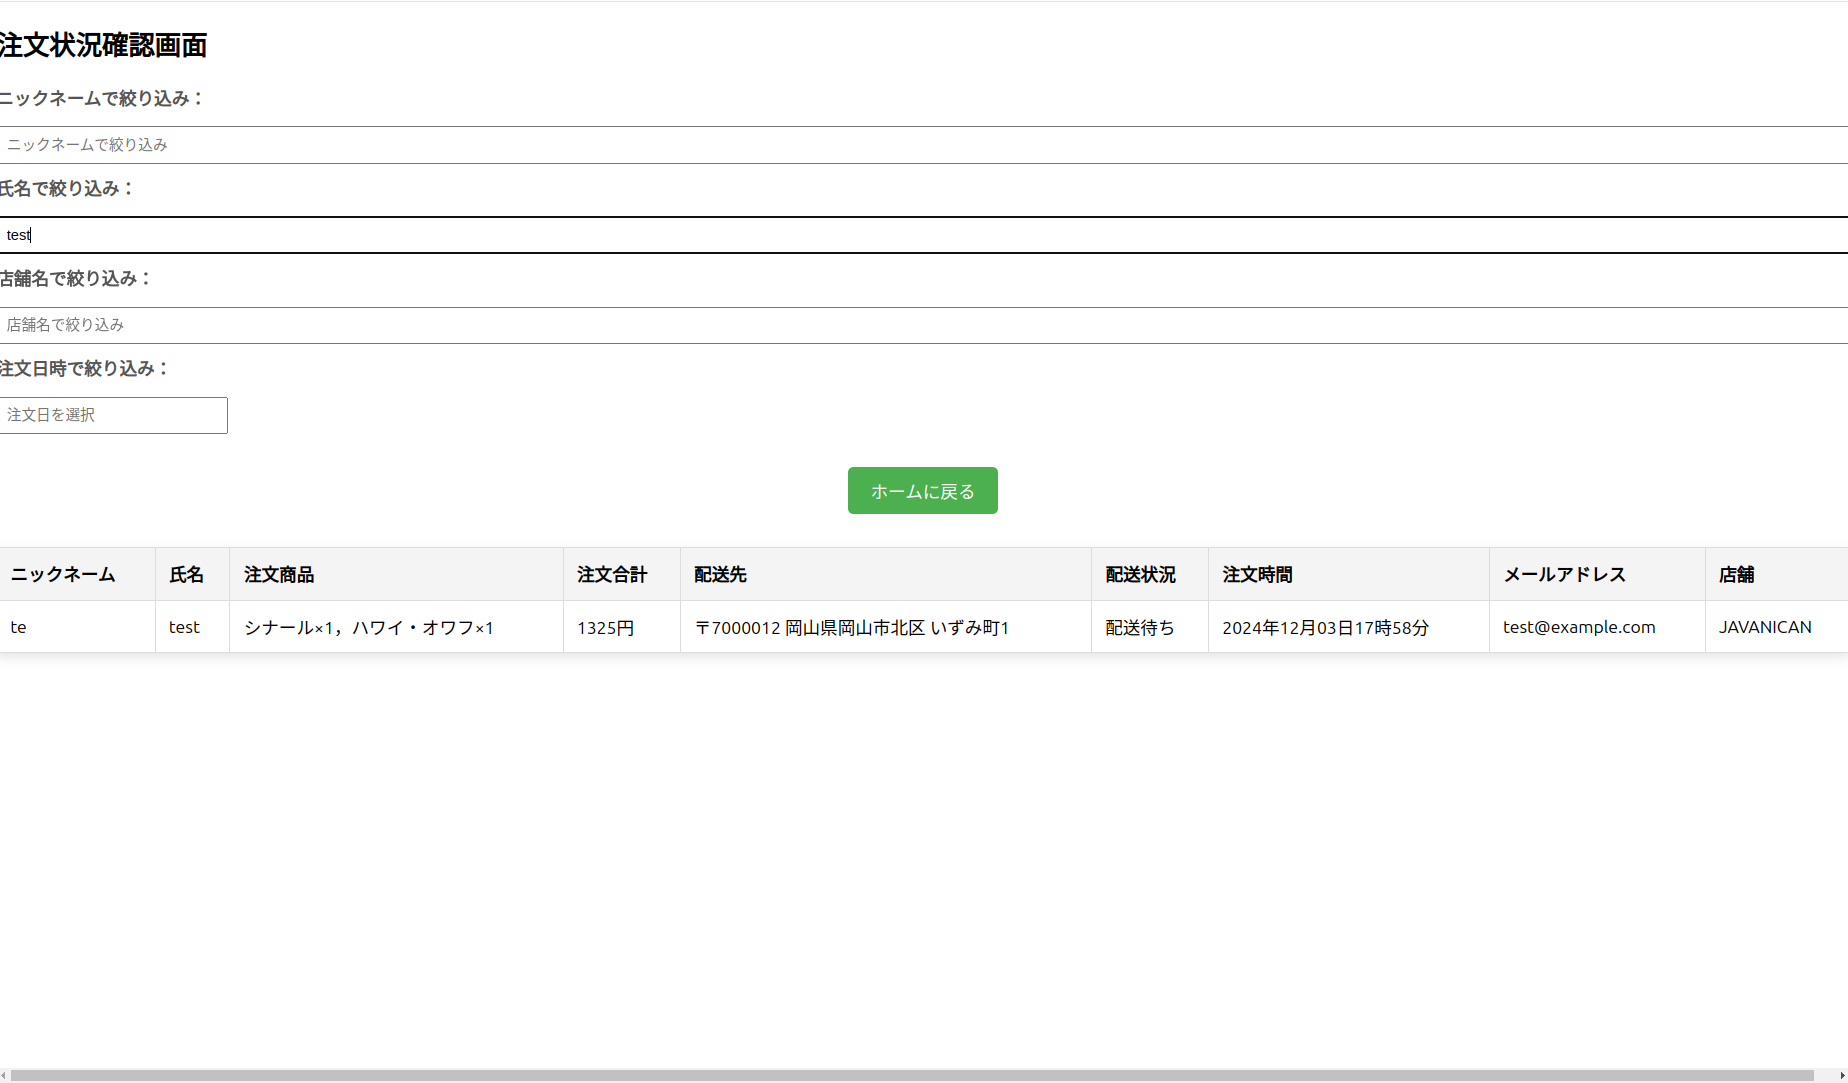 注文状況確認画面
ニックネームで絞り込み：
ニックネームで絞り込み
氏名で絞り込み：
test
店舗名で絞り込み：
店舗名で絞り込み
注文日時で絞り込み：
注文日を選択
ホームに戻る
ニックネーム 氏名 注文商品 注文合計 配送先 配送状況 注文時間 メールアドレス 店舗
te test シナール×1，ハワイ・オワフ×1 1325円 〒7000012 岡山県岡山市北区 いずみ町1 配送待ち 2024年12月03日17時58分 test@example.com JAVANICAN